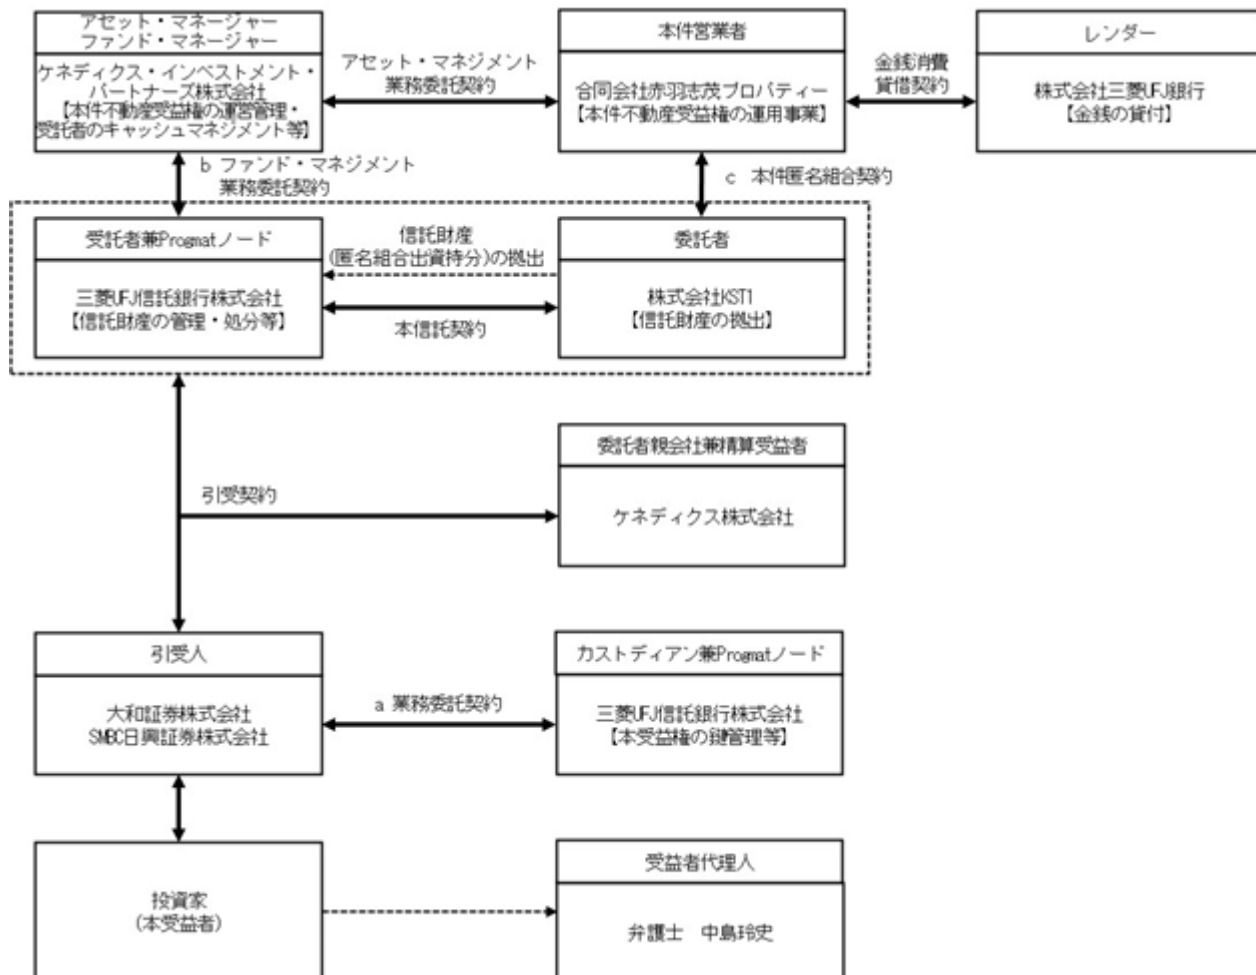 アセット・マネージャー
ファンド・マネージャー
ケネディクス・インベストメント・
パートナーズ株式会社
【本件不動産受益権の運営管理・
受託者のキャッシュマネジメント等】
アセット・マネジメント
業務委託契約
本件営業者
合同会社赤羽志茂プロパティー
【本件不動産受益権の運用事業】
金銭消費
貸借契約
レンダー
株式会社三菱UFJ銀行
【金銭の貸付】
b ファンド・マネジメント
業務委託契約
c 本件匿名組合契約
受託者兼Progmatノード
三菱UFJ信託銀行株式会社
【信託財産の管理・処分等】
信託財産
(匿名組合出資持分)の拠出
本信託契約
委託者
株式会社KST1
【信託財産の拠出】
引受契約
委託者親会社兼精算受益者
ケネディクス株式会社
引受人
大和証券株式会社
SMBC日興証券株式会社
a 業務委託契約
カストディアン兼Progmatノード
三菱UFJ信託銀行株式会社
【本受益権の鍵管理等】
投資家
(本受益者)
受益者代理人
弁護士 中島玲史